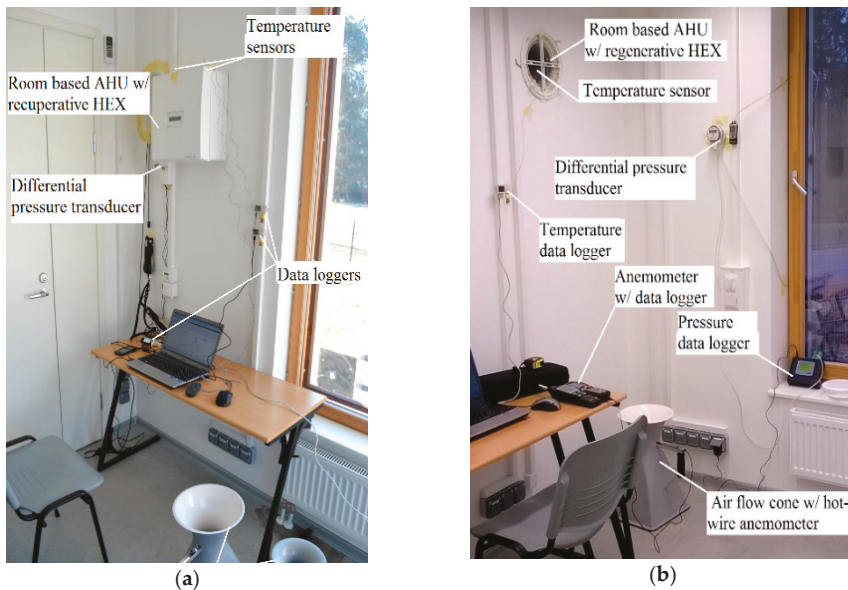 Temperature
sensors
Room based AHU w/
recuperative HEX
Differential
pressure transducer
Data loggers
(a)
Room based AHU
w/ regenerative HEX
Temperature sensor
Differential pressure
transducer
Temperature
data logger
Anemometer
w/ data logger
Pressure
data logger
Air flow cone w/ hot-
wire anemometer
(b)